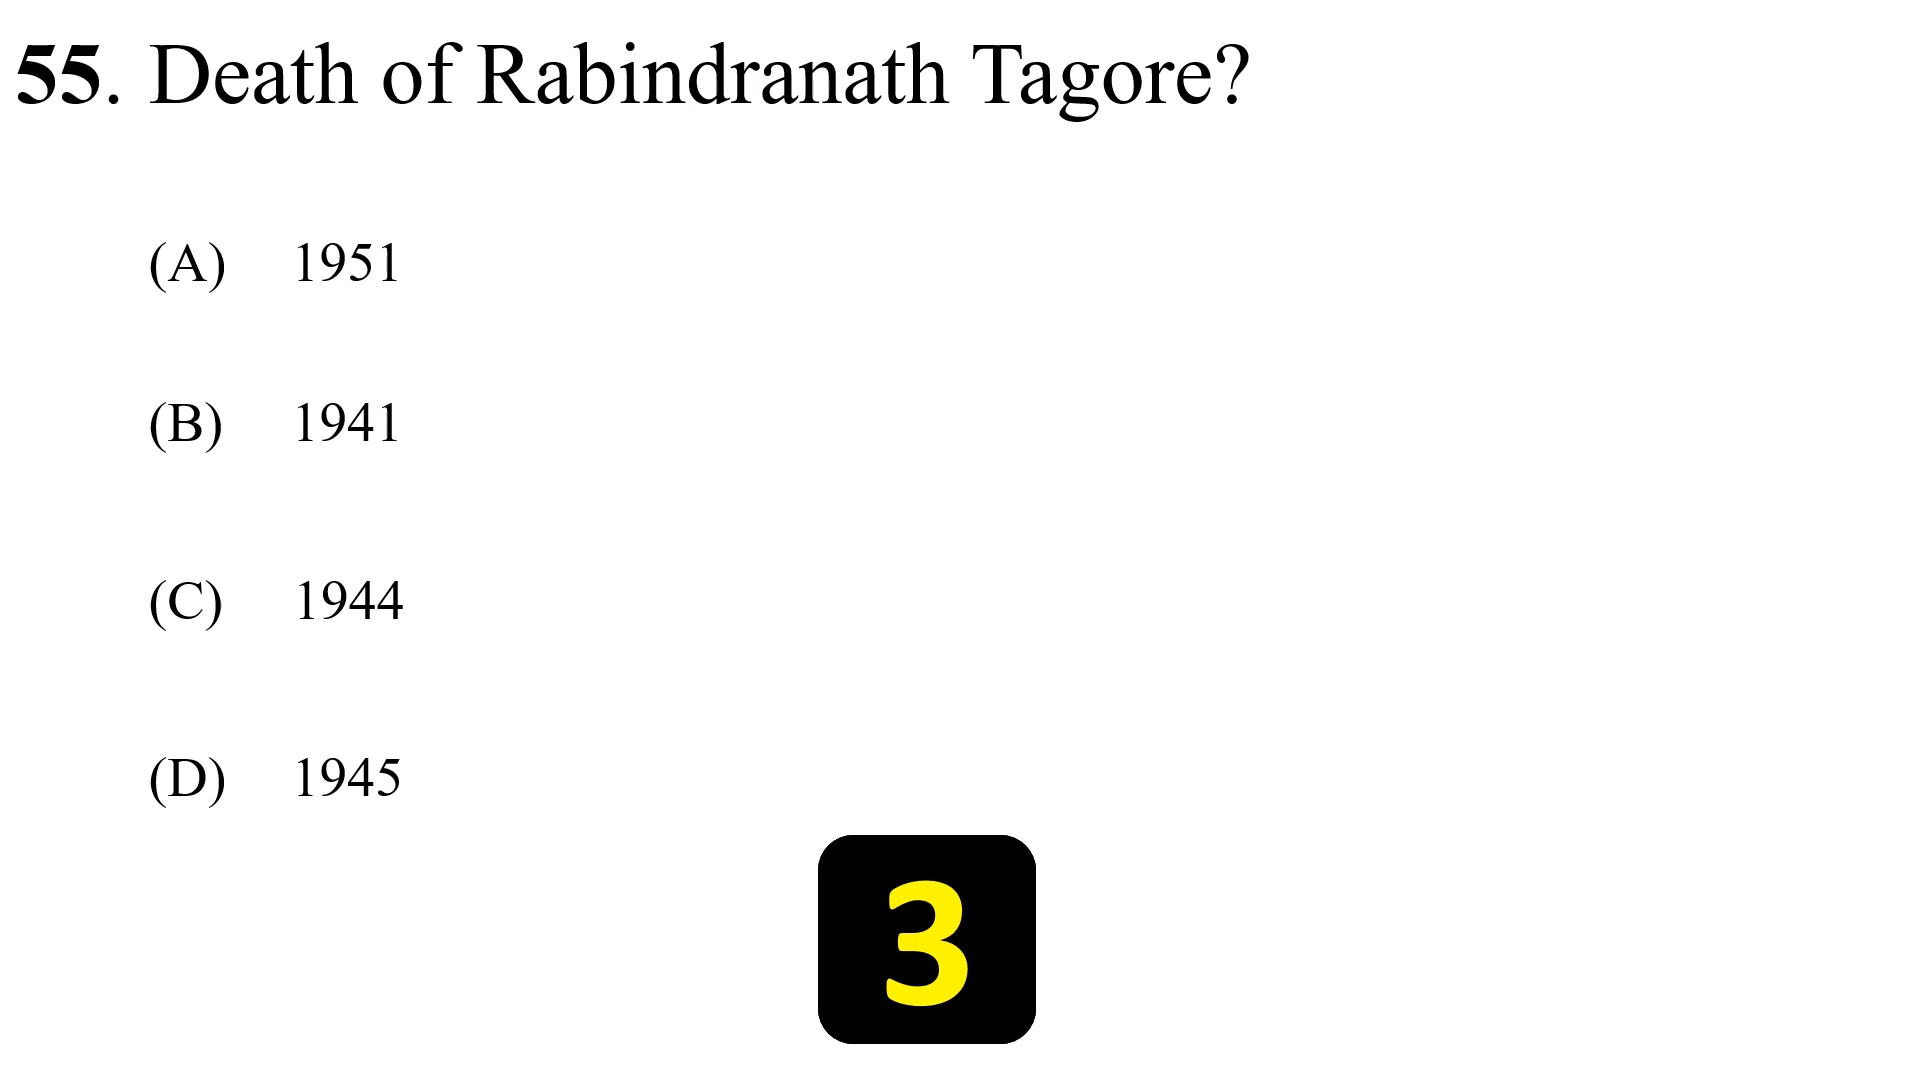 55. Death of Rabindranath Tagore?
(A) 1951
(B) 1941
(C) 1944
(D) 1945
3